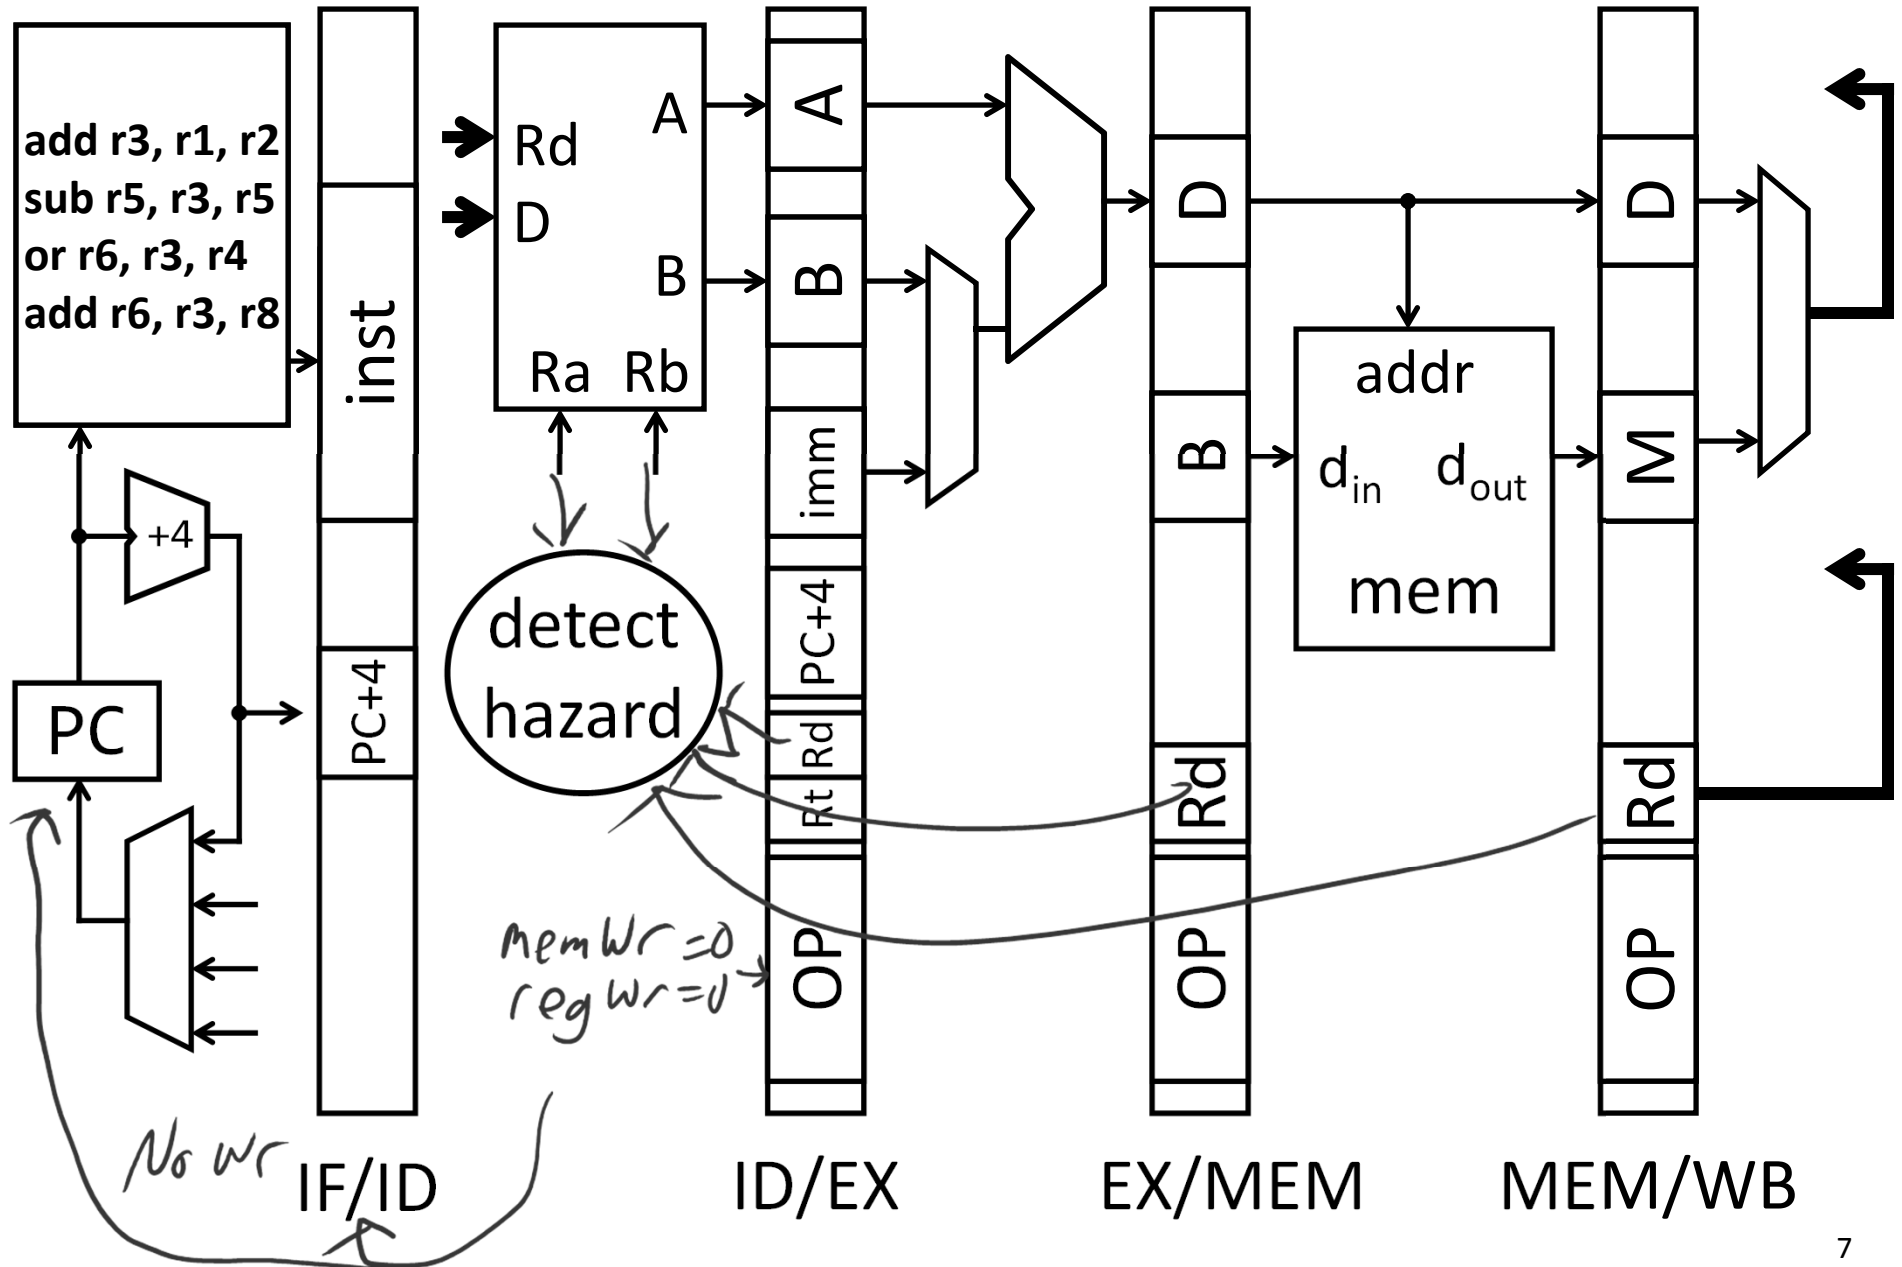 add r3, r1, r2
sub r5, r3, r5
or r6, r3, r4
add r6, r3, r8
+4
PC
inst
PC+4
Rd
D
A
B
Ra Rb
detect
hazard
memWr=0
regWr=0
No Wr
A
B
imm
PC+4
Rd
Rt
OP
D
B
Rd
OP
addr
din dout
mem
D
M
Rd
OP
IF/ID
ID/EX
EX/MEM
MEM/WB
7